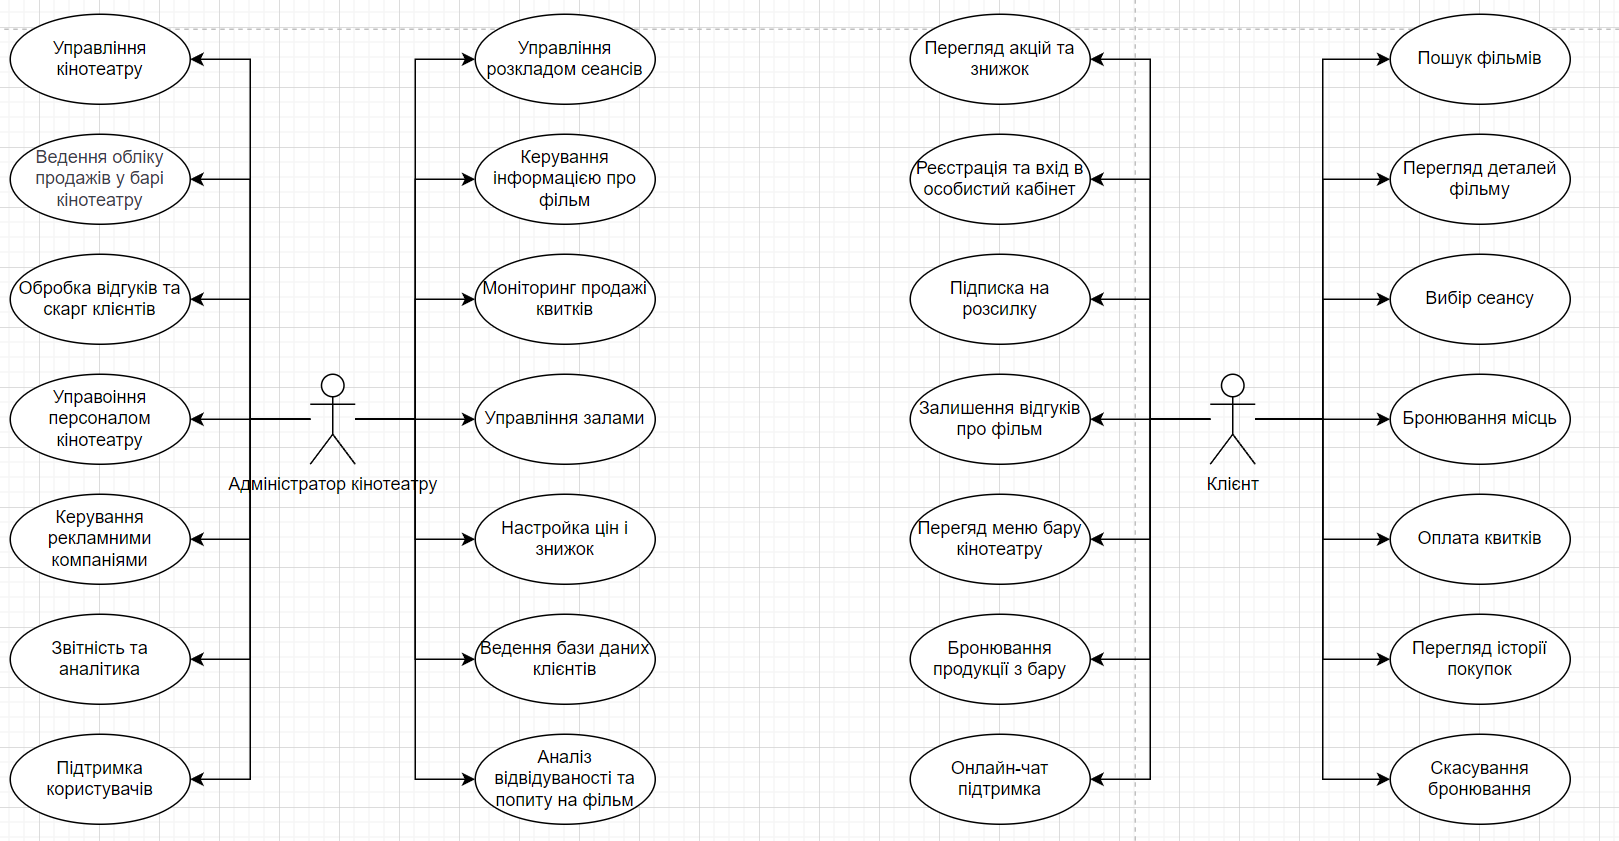 Управління
кінотеатру
Управління
розкладом сеансів
Перегляд акцій та
знижок
Пошук фільмів
Ведення обліку
продажів у барі
кінотеатру
Керування
інформацією про
фільм
Реєстрація та вхід в
особистий кабінет
Перегляд деталей
фільму
Обробка відгуків та
скарг клієнтів
Моніторинг продажі
квитків
Підписка на
розсилку
Вибір сеансу
Управоіння
персоналом
кінотеатру
Управління залами
Залишення відгуків
про фільм
Бронювання місць
Адміністратор кінотеатру
Клієнт
Керування
рекламними
компаніями
Настройка цін і
знижок
Перегяд меню бару
кінотеатру
Оплата квитків
Звітність та
аналітика
Ведення бази даних
клієнтів
Бронювання
продукції з бару
Перегляд історії
покупок
Підтримка
користувачів
Аналіз
відвідуваності та
попиту на фільм
Онлайн-чат
підтримка
Скасування
бронювання